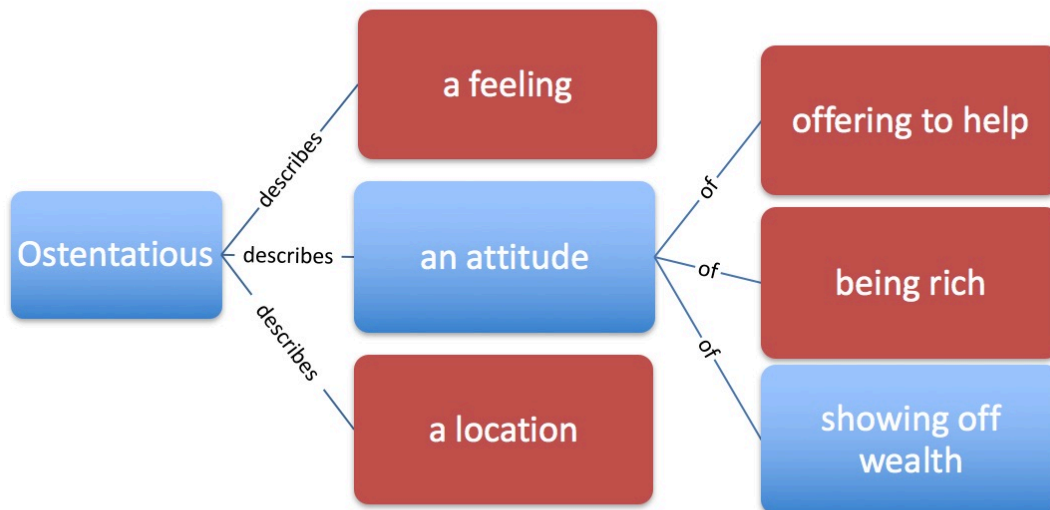 Ostentatious
describes
describes
describes
a feeling
an attitude
a location
of
of
of
offering to help
being rich
showing off
wealth